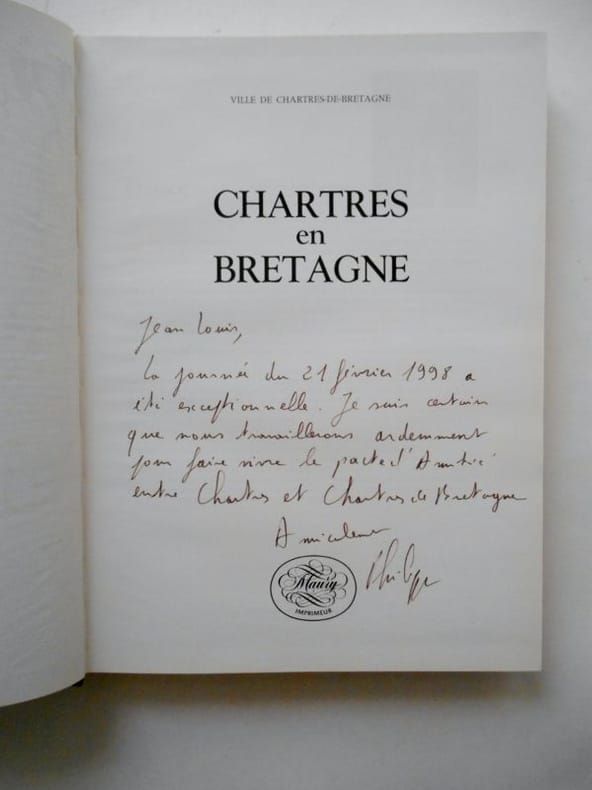 VILLE DE CHARTRES-DE-BRETAGNE
CHARTRES
en
BRETAGNE
Jean Louis,
La journée du 21 février 1998 a
été exceptionnelle. Je suis certain
que nous travaillerons ardemment
pour faire vivre le pacte d'Amitié
entre Chartres et Chartres de Bretagne
Amicalement
Philippe
Maury
IMPRIMEUR